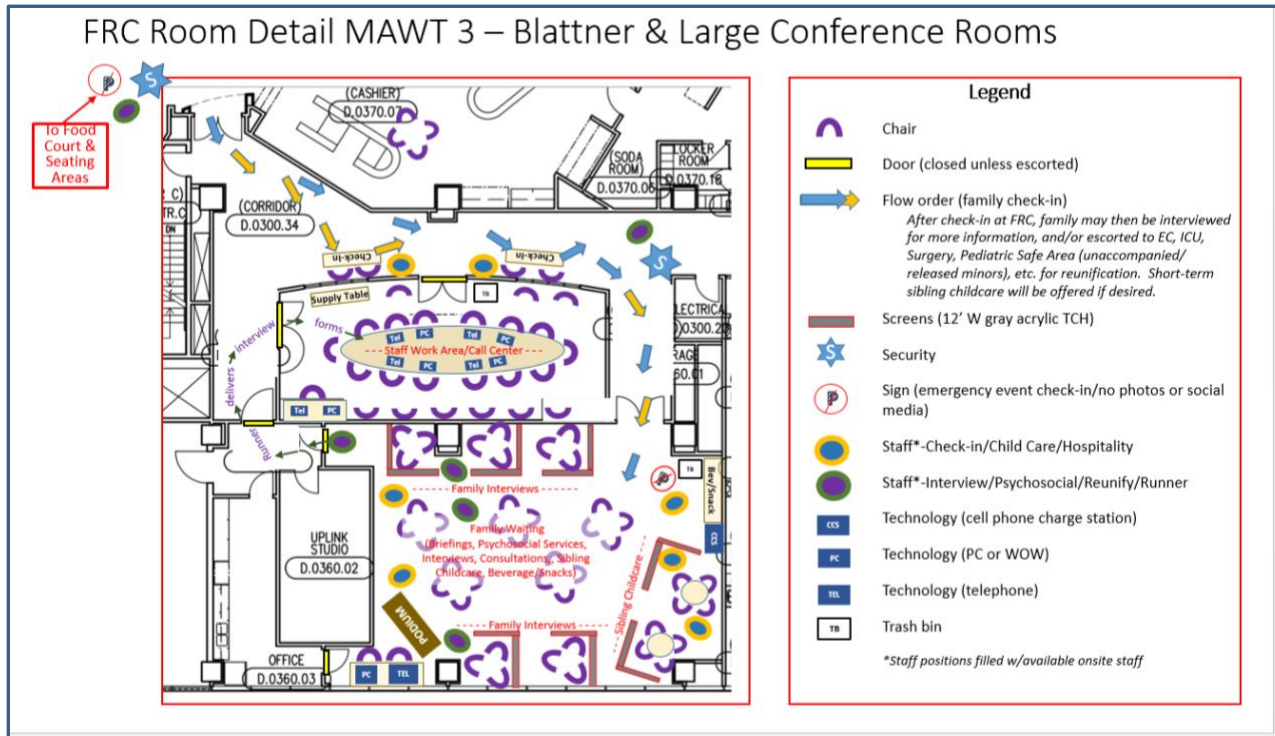 FRC Room Detail MAWT 3 – Blattner & Large Conference Rooms
S
P
To Food
Court &
Seating
Areas
(CASHIER)
D.0370.07
(SODA
ROOM)
D.0370.06
LOCKER
ROOM
D.0370.18
C)
TR.C
DN
(CORRIDOR)
D.0300.34
Check-In
Check-In
S
Supply Table
TB
ELECTRICA
D.0300.2
RAGE
60.01
delivers
interview
forms
Tel
PC
Tel
PC
Staff Work Area/Call Center
Tel
PC
Tel
PC
Tel
PC
Runner
P
TB
Bev/Snack
CCS
Family Interviews
Family Waiting
(Briefings, Psychosocial Services,
Interviews, Consultations, Sibling
Childcare, Beverage/Snacks)
UPLINK
STUDIO
D.0360.02
Sibling Childcare
PODIUM
Family Interviews
OFFICE
D.0360.03
PC
TEL
Legend
Chair
Door (closed unless escorted)
Flow order (family check-in)
After check-in at FRC, family may then be interviewed
for more information, and/or escorted to EC, ICU,
Surgery, Pediatric Safe Area (unaccompanied/
released minors), etc. for reunification. Short-term
sibling childcare will be offered if desired.
Screens (12' W gray acrylic TCH)
S
Security
P
Sign (emergency event check-in/no photos or social
media)
Staff*-Check-in/Child Care/Hospitality
Staff*-Interview/Psychosocial/Reunify/Runner
CCS
Technology (cell phone charge station)
PC
Technology (PC or WOW)
TEL
Technology (telephone)
TB
Trash bin
*Staff positions filled w/available onsite staff